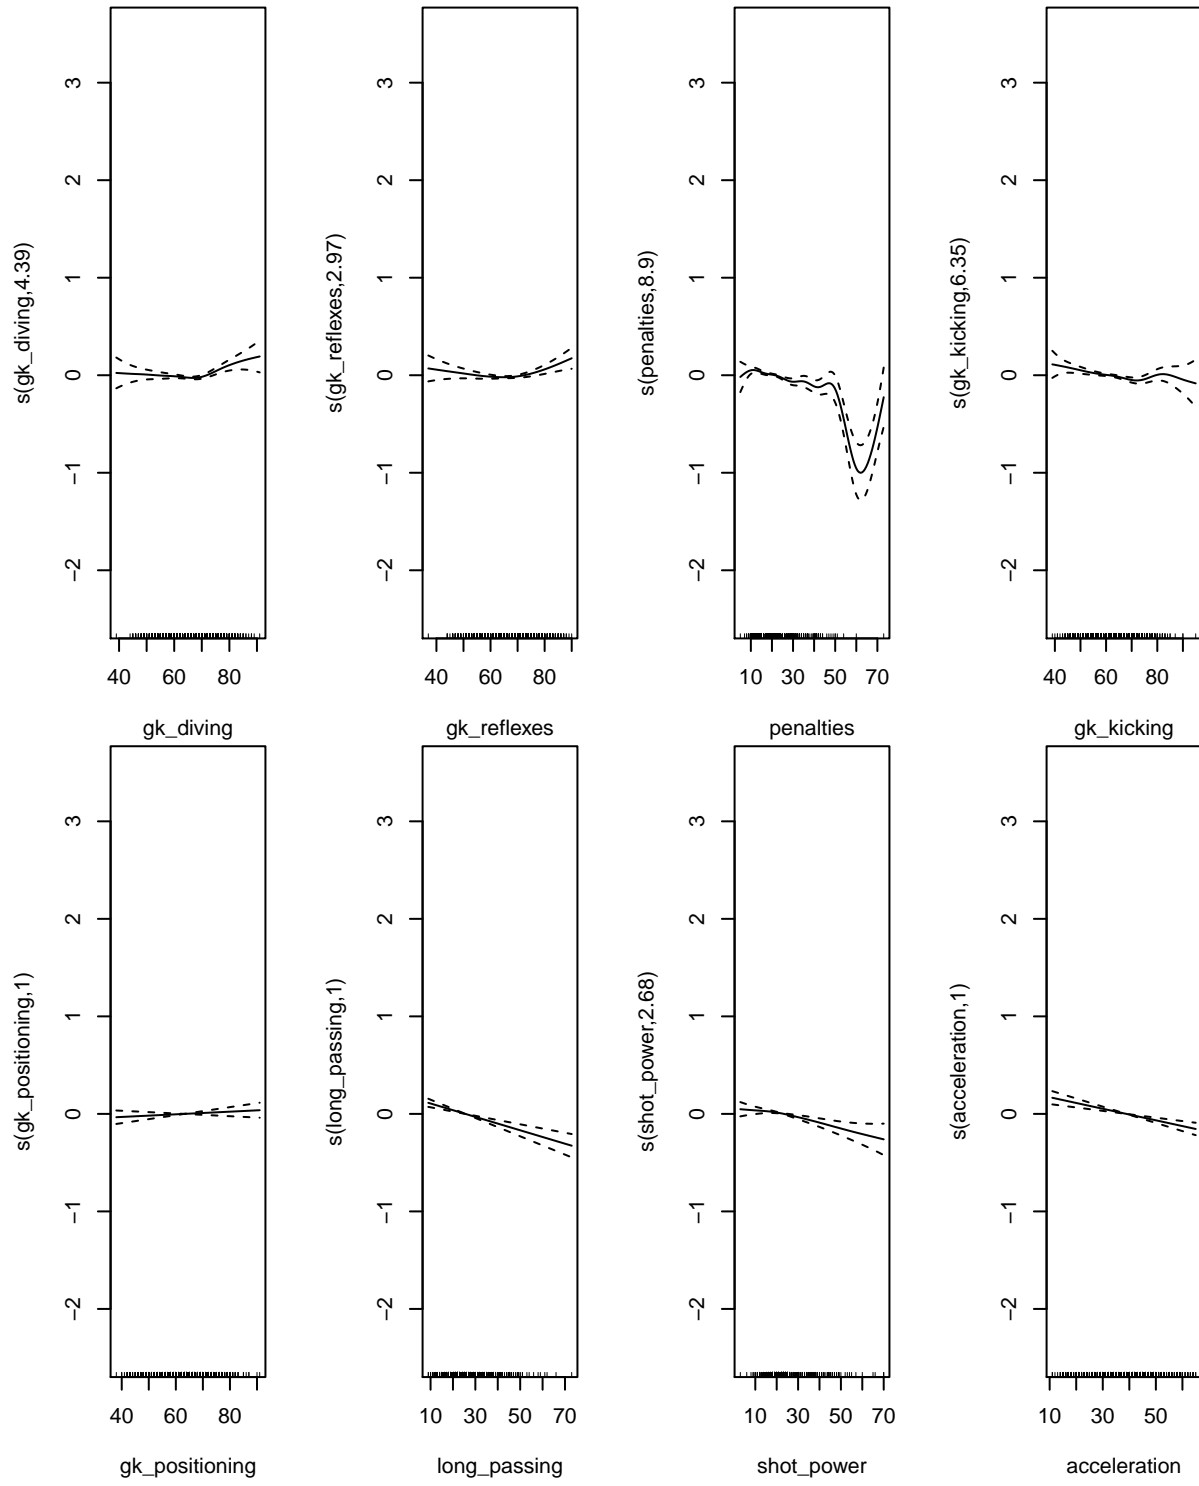 3
2
1
0
−1
−2
s(gk_diving,4.39)
40 60 80
gk_diving
3
2
1
0
−1
−2
s(gk_reflexes,2.97)
40 60 80
gk_reflexes
3
2
1
0
−1
−2
s(penalties,8.9)
10 30 50 70
penalties
3
2
1
0
−1
−2
s(gk_kicking,6.35)
40 60 80
gk_kicking
3
2
1
0
−1
−2
s(gk_positioning,1)
40 60 80
gk_positioning
3
2
1
0
−1
−2
s(long_passing,1)
10 30 50 70
long_passing
3
2
1
0
−1
−2
s(shot_power,2.68)
10 30 50 70
shot_power
3
2
1
0
−1
−2
s(acceleration,1)
10 30 50
acceleration